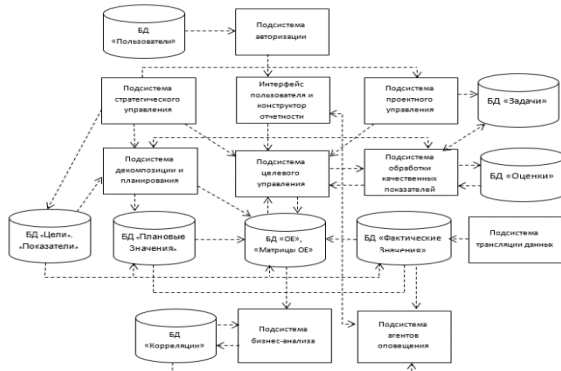 БД
«Пользователи»
Подсистема
авторизации
Подсистема
стратегического
управления
Интерфейс
пользователя и
конструктор
отчетности
Подсистема
проектного
управления
БД «Задачи»
Подсистема
декомпозиции и
планирования
Подсистема
целевого
управления
Подсистема
обработки
качественных
показателей
БД «Оценки»
БД «Цели».
«Показатели»
БД «Плановые
Значения»
БД «ОЕ»,
«Матрицы ОЕ»
БД «Фактические
Значения»
Подсистема
трансляции данных
БД
«Корреляции»
Подсистема
бизнес-анализа
Подсистема
агентов
оповещения